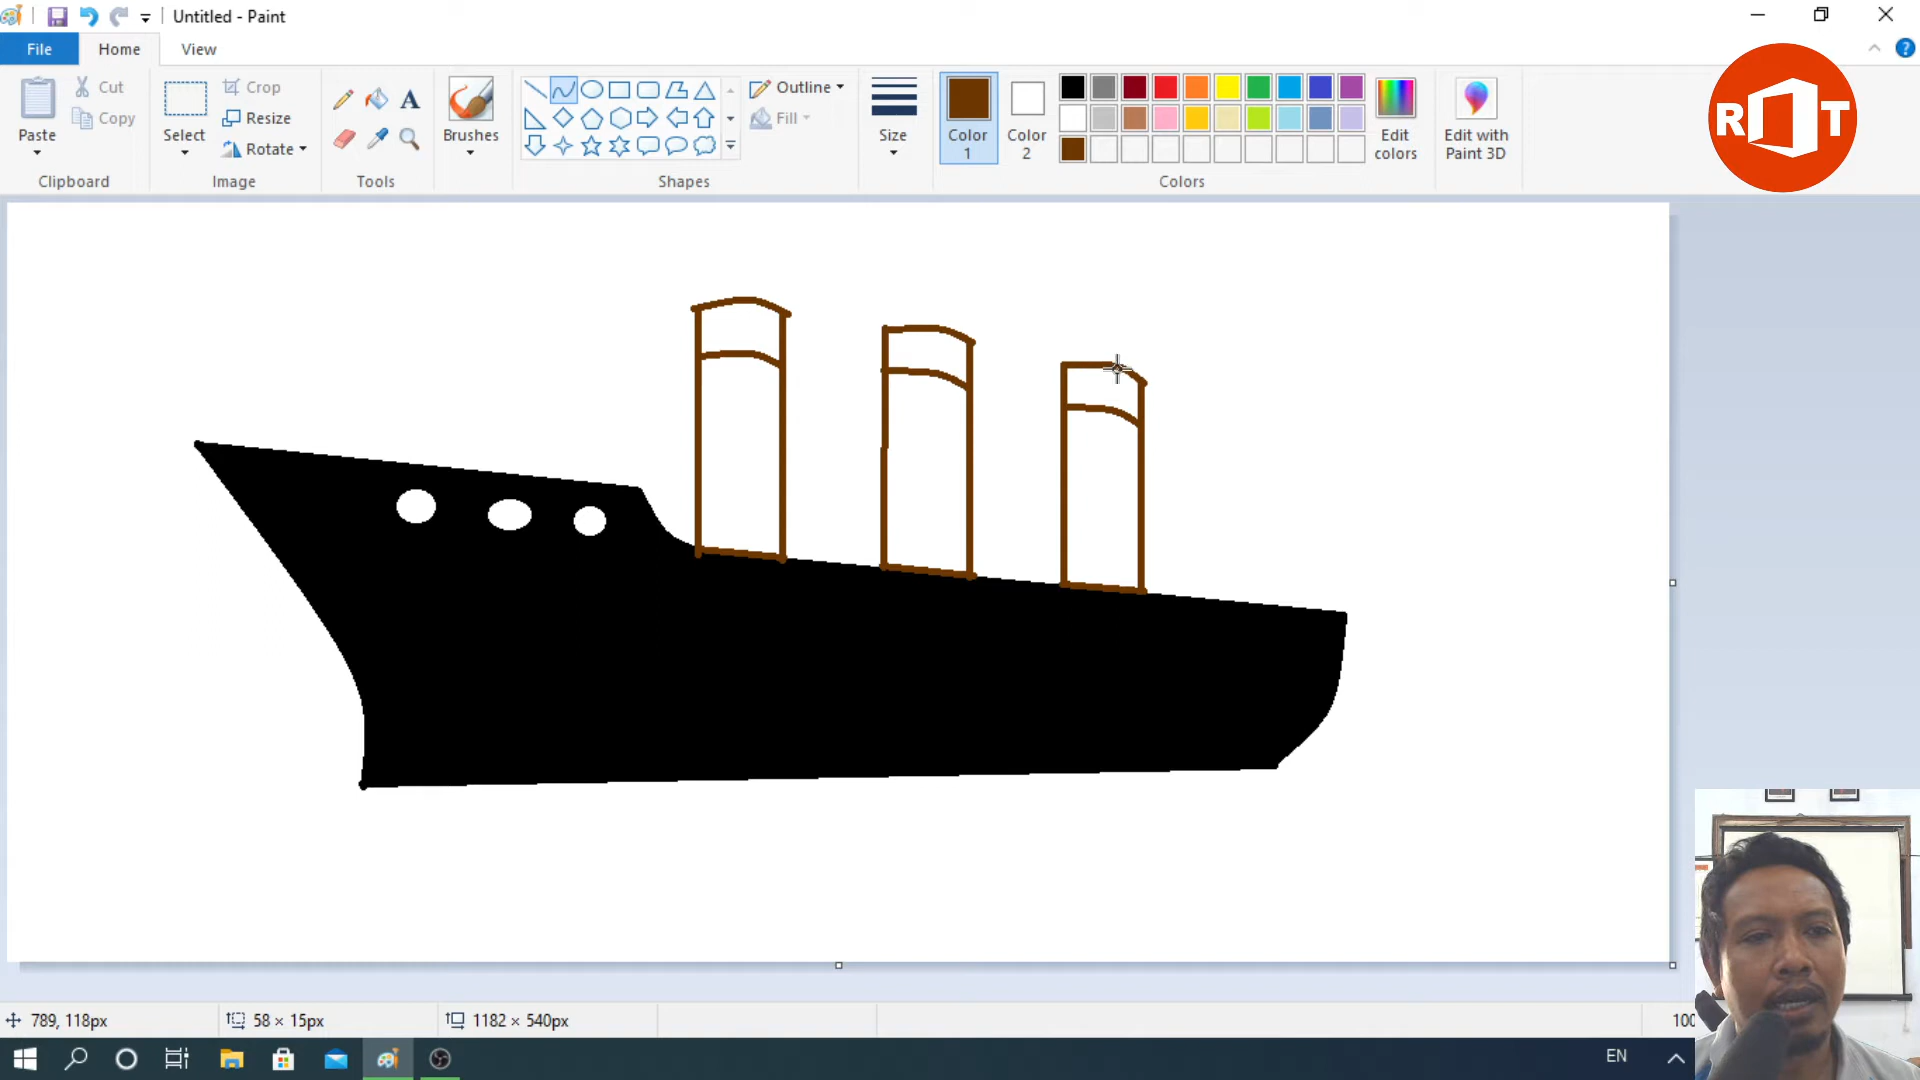 Untitled - Paint
File Home View
Paste
Cut
Copy
Clipboard
Select
Crop
Resize
Rotate
Image
A
Tools
Brushes
Shapes
Outline
Fill
Size
Color 1
Color 2
Edit colors
Colors
Edit with Paint 3D
R T
789, 118px
58 × 15px
1182 × 540px
100
EN